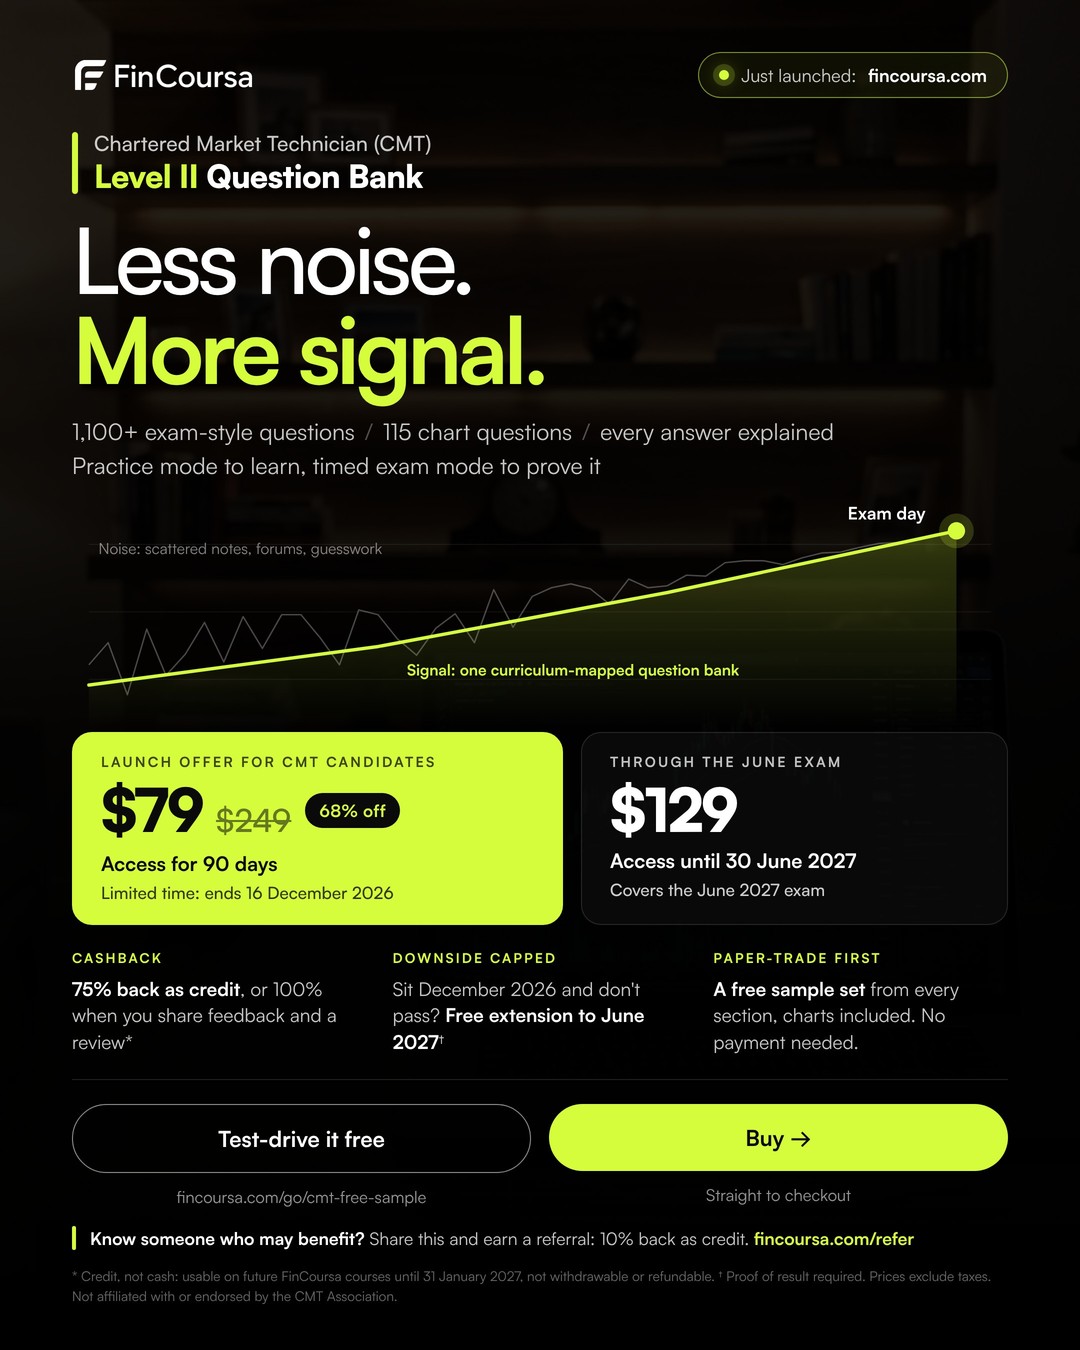 FinCoursa
Just launched: fincoursa.com
Chartered Market Technician (CMT)
Level II Question Bank
Less noise.
More signal.
1,100+ exam-style questions / 115 chart questions / every answer explained
Practice mode to learn, timed exam mode to prove it
Exam day
Noise: scattered notes, forums, guesswork
Signal: one curriculum-mapped question bank
LAUNCH OFFER FOR CMT CANDIDATES
$79 $249 68% off
Access for 90 days
Limited time: ends 16 December 2026
THROUGH THE JUNE EXAM
$129
Access until 30 June 2027
Covers the June 2027 exam
CASHBACK
75% back as credit, or 100%
when you share feedback and a
review*
DOWNSIDE CAPPED
Sit December 2026 and don't
pass? Free extension to June
2027†
PAPER-TRADE FIRST
A free sample set from every
section, charts included. No
payment needed.
Test-drive it free
fincoursa.com/go/cmt-free-sample
Buy →
Straight to checkout
Know someone who may benefit? Share this and earn a referral: 10% back as credit. fincoursa.com/refer
* Credit, not cash: usable on future FinCoursa courses until 31 January 2027, not withdrawable or refundable. † Proof of result required. Prices exclude taxes.
Not affiliated with or endorsed by the CMT Association.